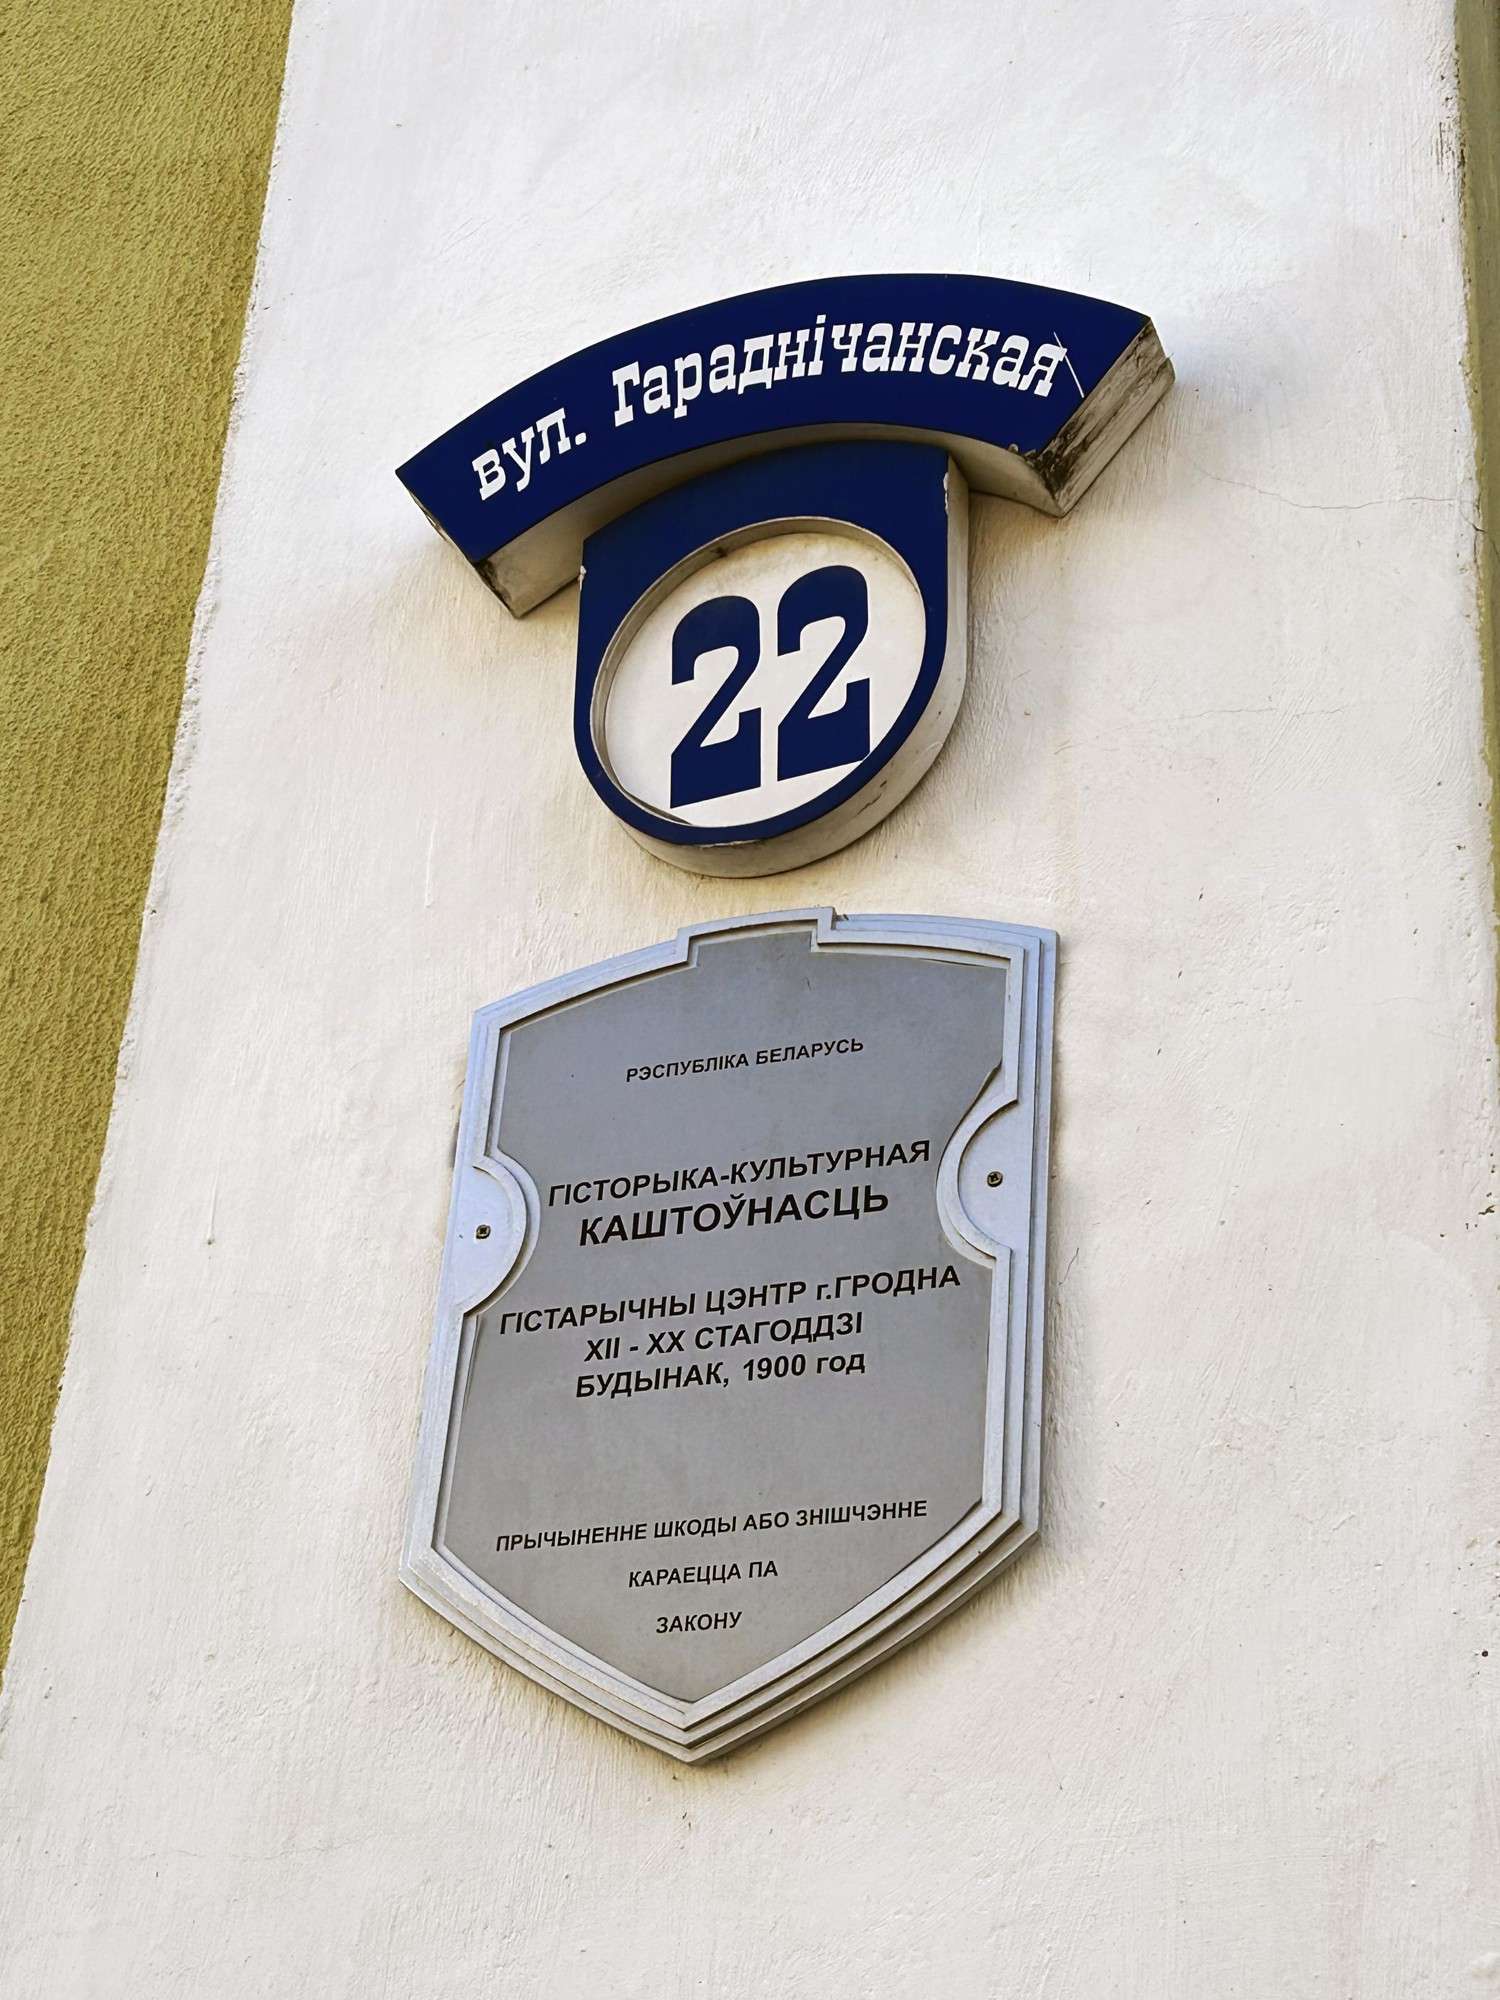 вул. Гараднічанская
22
РЭСПУБЛІКА БЕЛАРУСЬ
ГІСТОРЫКА-КУЛЬТУРНАЯ
КАШТОЎНАСЦЬ
ГІСТАРЫЧНЫ ЦЭНТР г.ГРОДНА
XII - XX СТАГОДДЗІ
БУДЫНАК, 1900 год
ПРЫЧЫНЕННЕ ШКОДЫ АБО ЗНІШЧЭННЕ
КАРАЕЦЦА ПА
ЗАКОНУ